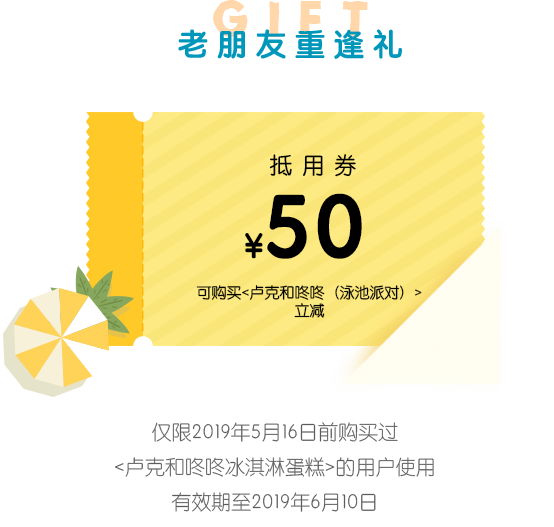 GIFT
老朋友重逢礼
抵用券
¥50
可购买<卢克和咚咚（泳池派对）>
立减
仅限2019年5月16日前购买过
<卢克和咚咚冰淇淋蛋糕>的用户使用
有效期至2019年6月10日